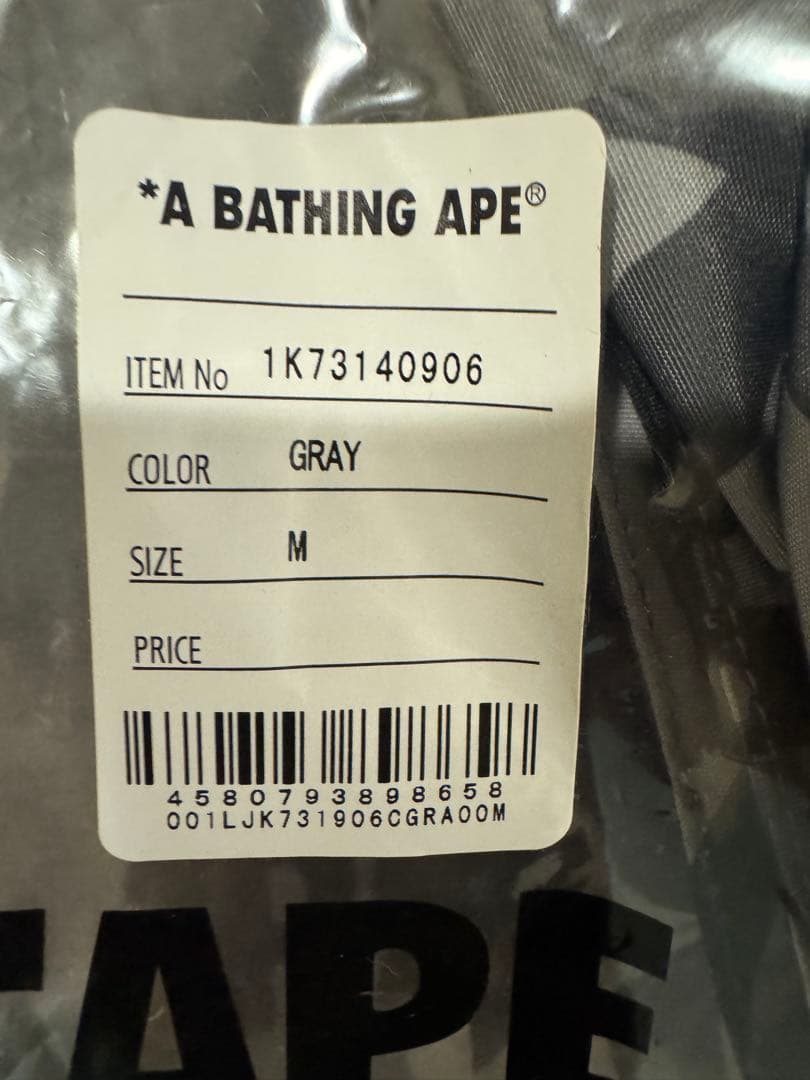 *A BATHING APE®
ITEM No 1K73140906
COLOR GRAY
SIZE M
PRICE
4580793898658
001LJK731906CGRA00M
APE